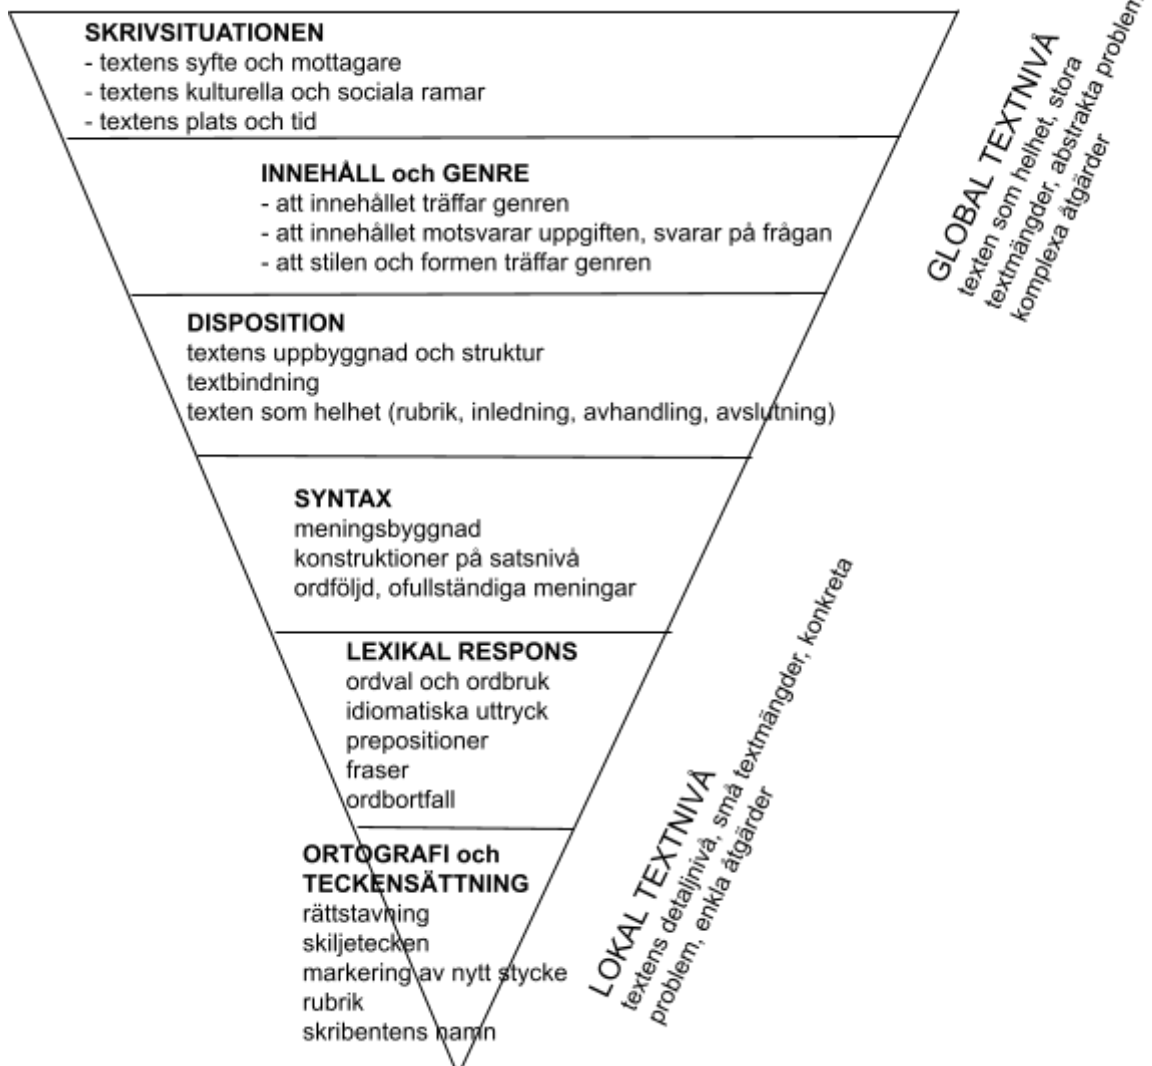 SKRIVSITUATIONEN
- textens syfte och mottagare
- textens kulturella och sociala ramar
- textens plats och tid
INNEHÅLL och GENRE
- att innehållet träffar genren
- att innehållet motsvarar uppgiften, svarar på frågan
- att stilen och formen träffar genren
DISPOSITION
textens uppbyggnad och struktur
textbindning
texten som helhet (rubrik, inledning, avhandling, avslutning)
SYNTAX
meningsbyggnad
konstruktioner på satsnivå
ordföljd, ofullständiga meningar
LEXIKAL RESPONS
ordval och ordbruk
idiomatiska uttryck
prepositioner
fraser
ordbortfall
ORTOGRAFI och
TECKENSÄTTNING
rättstavning
skiljetecken
markering av nytt stycke
rubrik
skribentens namn
GLOBAL TEXTNIVÅ
texten som helhet, stora
textmängder, abstrakta problem
komplexa åtgärder
LOKAL TEXTNIVÅ
textens detaljnivå, små textmängder, konkreta
problem, enkla åtgärder